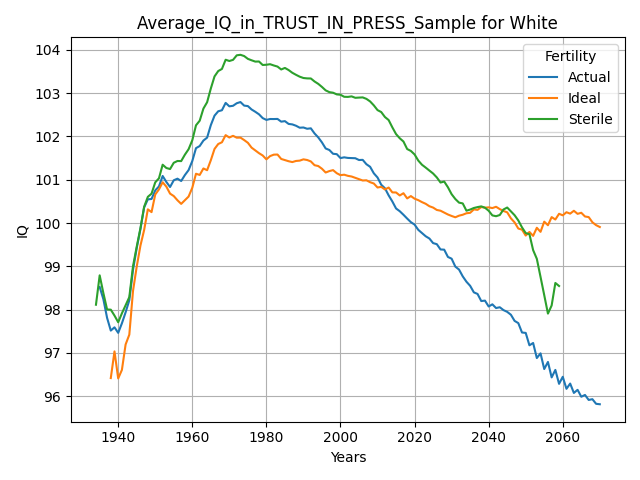 Average_IQ_in_TRUST_IN_PRESS_Sample for White
Fertility
Actual
Ideal
Sterile
IQ
104
103
102
101
100
99
98
97
96
1940
1960
1980
2000
2020
2040
2060
Years